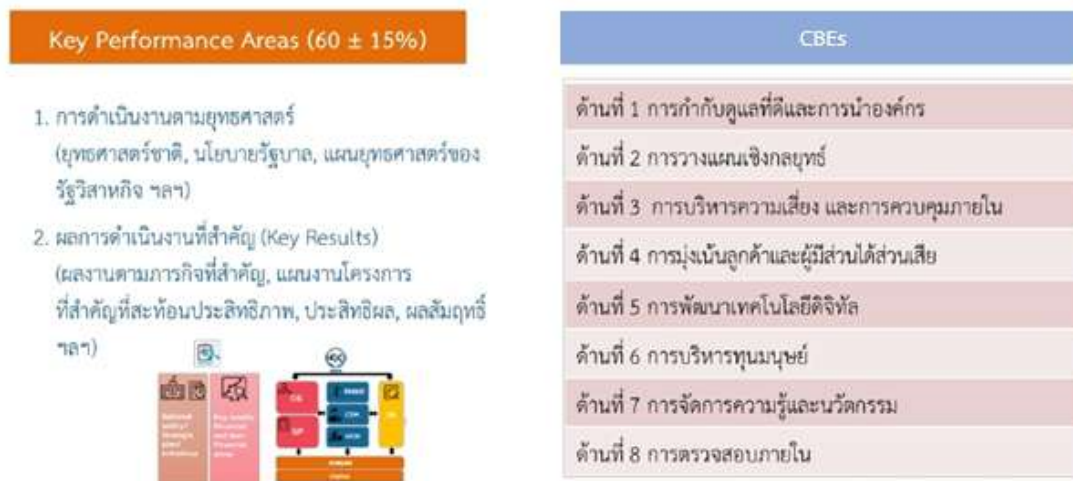 Key Performance Areas (60 ± 15%)
1. การดำเนินงานตามยุทธศาสตร์
(ยุทธศาสตร์ชาติ, นโยบายรัฐบาล, แผนยุทธศาสตร์ของ
รัฐวิสาหกิจ ฯลฯ)
2. ผลการดำเนินงานที่สำคัญ (Key Results)
(ผลงานตามภารกิจที่สำคัญ, แผนงานโครงการ
ที่สำคัญที่สะท้อนประสิทธิภาพ, ประสิทธิผล, ผลสัมฤทธิ์
ฯลฯ)
CBEs
ด้านที่ 1 การกำกับดูแลที่ดีและการนำองค์กร
ด้านที่ 2 การวางแผนเชิงกลยุทธ์
ด้านที่ 3 การบริหารความเสี่ยง และการควบคุมภายใน
ด้านที่ 4 การมุ่งเน้นลูกค้าและผู้มีส่วนได้ส่วนเสีย
ด้านที่ 5 การพัฒนาเทคโนโลยีดิจิทัล
ด้านที่ 6 การบริหารทุนมนุษย์
ด้านที่ 7 การจัดการความรู้และนวัตกรรม
ด้านที่ 8 การตรวจสอบภายใน